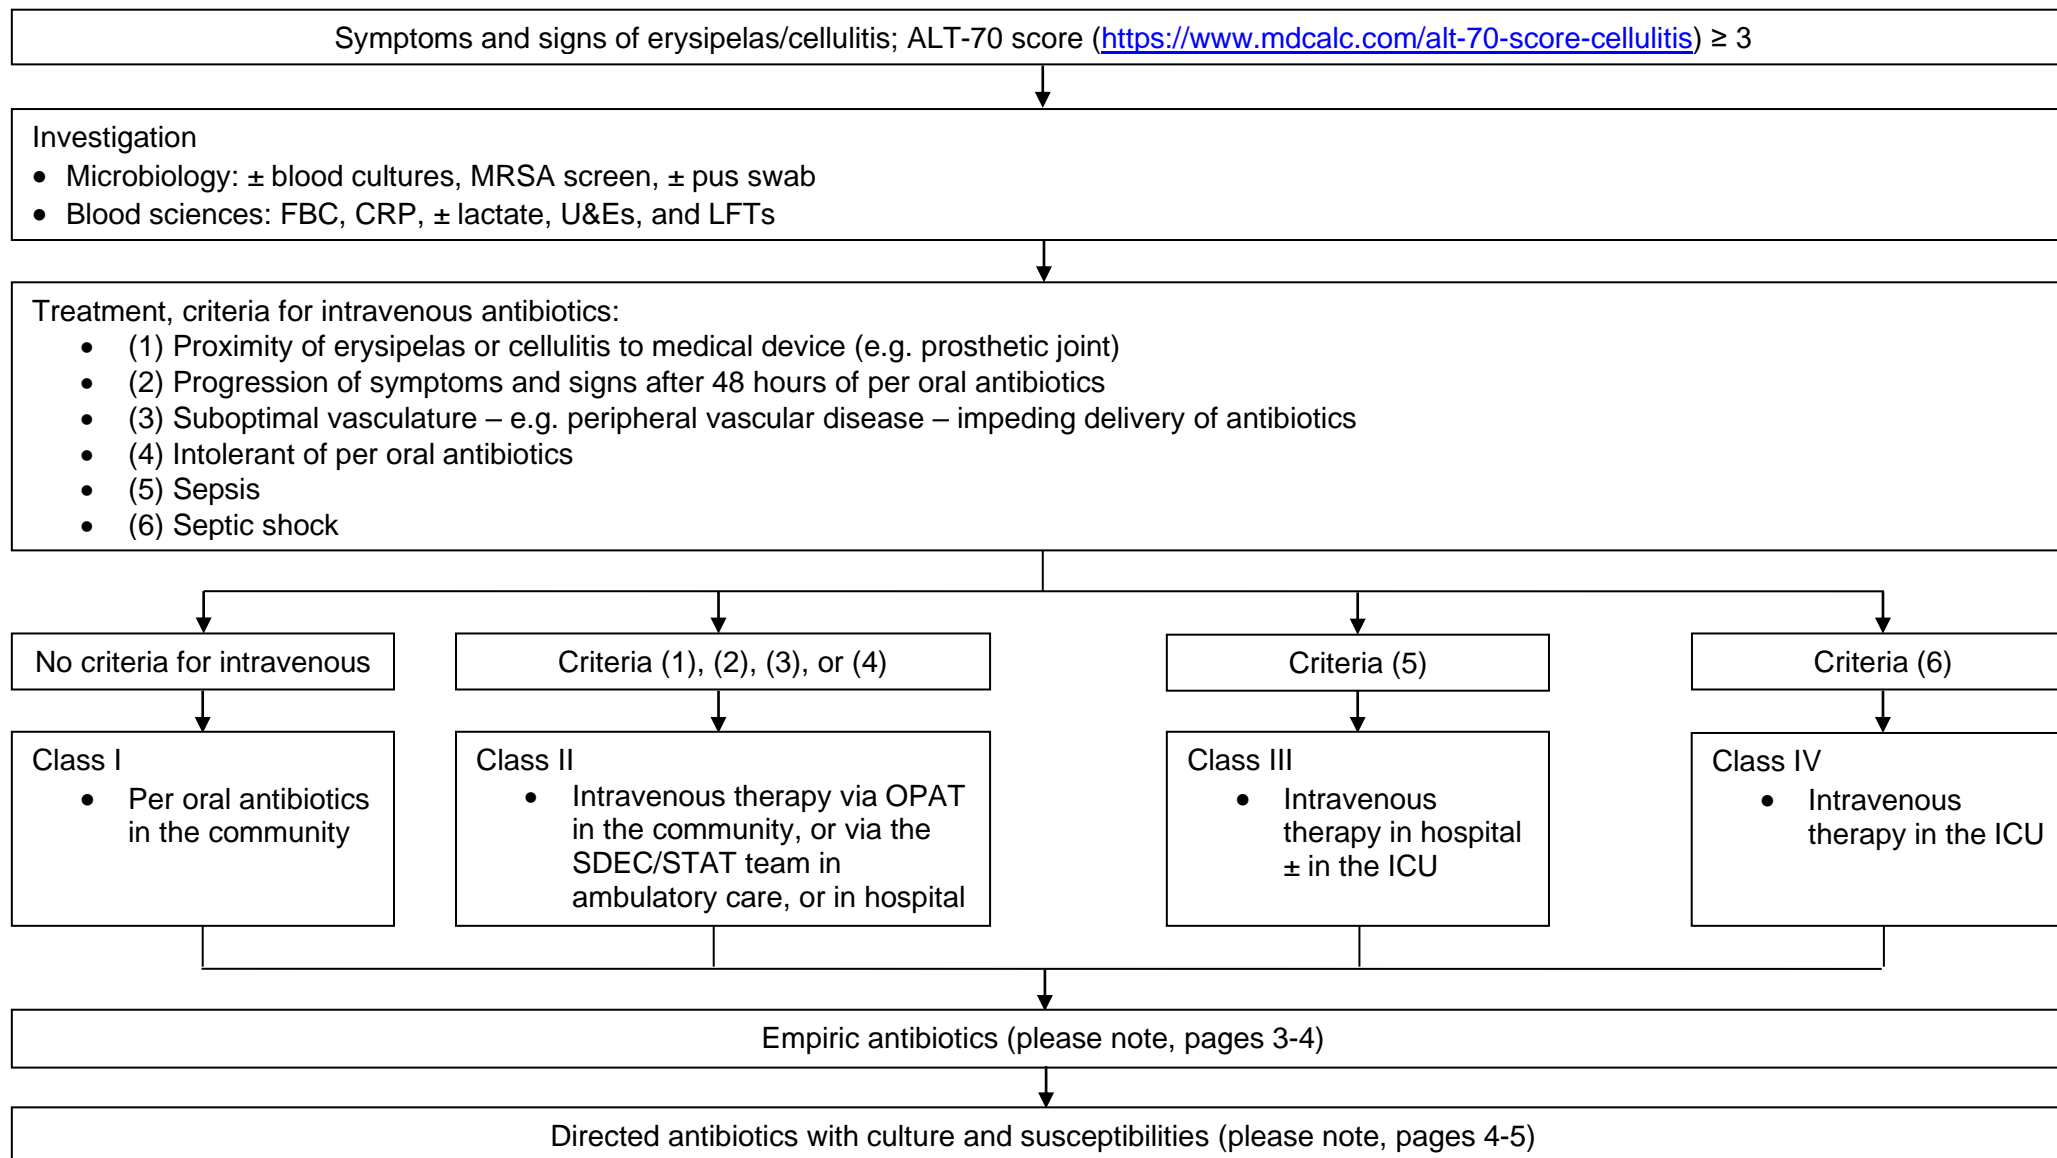 Symptoms and signs of erysipelas/cellulitis; ALT-70 score (https://www.mdcalc.com/alt-70-score-cellulitis) ≥ 3
Investigation
• Microbiology: ± blood cultures, MRSA screen, ± pus swab
• Blood sciences: FBC, CRP, ± lactate, U&Es, and LFTs
Treatment, criteria for intravenous antibiotics:
• (1) Proximity of erysipelas or cellulitis to medical device (e.g. prosthetic joint)
• (2) Progression of symptoms and signs after 48 hours of per oral antibiotics
• (3) Suboptimal vasculature – e.g. peripheral vascular disease – impeding delivery of antibiotics
• (4) Intolerant of per oral antibiotics
• (5) Sepsis
• (6) Septic shock
No criteria for intravenous
Criteria (1), (2), (3), or (4)
Criteria (5)
Criteria (6)
Class I
• Per oral antibiotics
in the community
Class II
• Intravenous therapy via OPAT
in the community, or via the
SDEC/STAT team in
ambulatory care, or in hospital
Class III
• Intravenous
therapy in hospital
± in the ICU
Class IV
• Intravenous
therapy in the ICU
Empiric antibiotics (please note, pages 3-4)
Directed antibiotics with culture and susceptibilities (please note, pages 4-5)